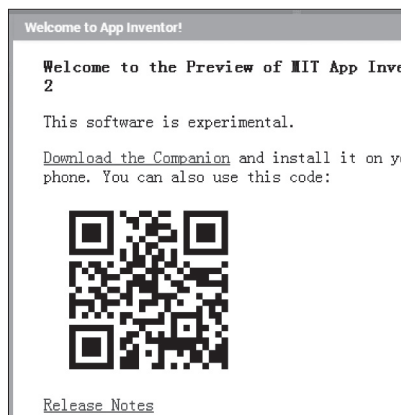 Welcome to App Inventor!
Welcome to the Preview of MIT App Inve
2
This software is experimental.
Download the Companion and install it on yo
phone. You can also use this code:
Release Notes